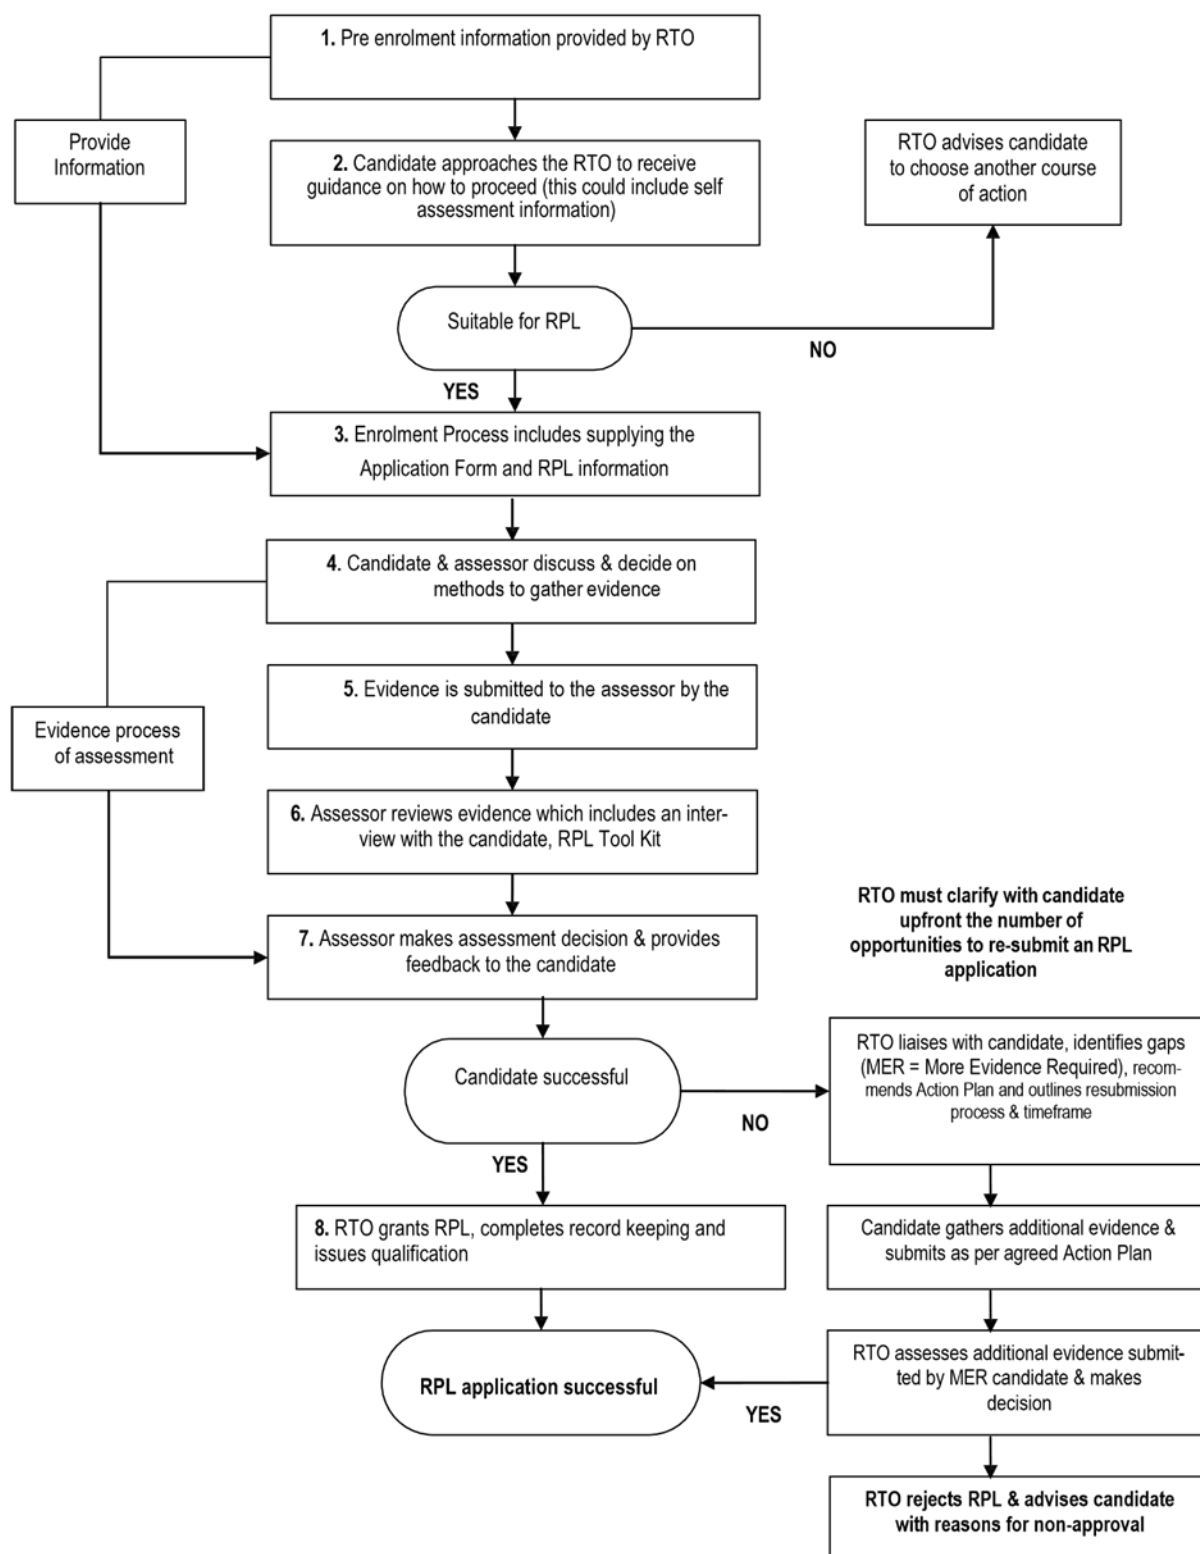 1. Pre enrolment information provided by RTO
Provide
Information
2. Candidate approaches the RTO to receive
guidance on how to proceed (this could include self
assessment information)
RTO advises candidate
to choose another course
of action
Suitable for RPL
NO
YES
3. Enrolment Process includes supplying the
Application Form and RPL information
4. Candidate & assessor discuss & decide on
methods to gather evidence
5. Evidence is submitted to the assessor by the
candidate
Evidence process
of assessment
6. Assessor reviews evidence which includes an inter-
view with the candidate, RPL Tool Kit
7. Assessor makes assessment decision & provides
feedback to the candidate
RTO must clarify with candidate
upfront the number of
opportunities to re-submit an RPL
application
Candidate successful
NO
YES
RTO liaises with candidate, identifies gaps
(MER = More Evidence Required), recom-
mends Action Plan and outlines resubmission
process & timeframe
8. RTO grants RPL, completes record keeping and
issues qualification
Candidate gathers additional evidence &
submits as per agreed Action Plan
RPL application successful
YES
RTO assesses additional evidence submit-
ted by MER candidate & makes
decision
RTO rejects RPL & advises candidate
with reasons for non-approval